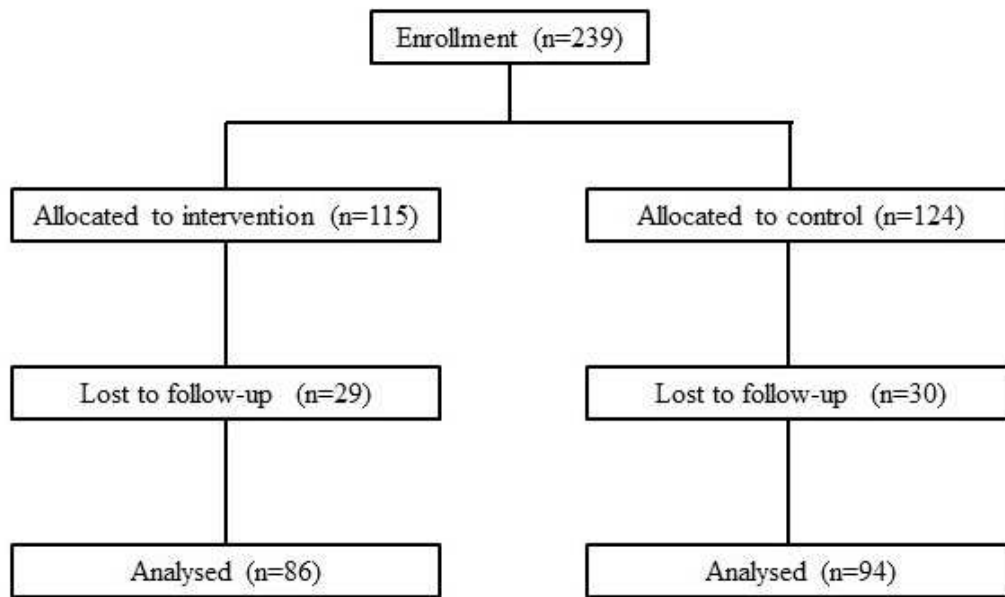 Enrollment (n=239)
Allocated to intervention (n=115)
Allocated to control (n=124)
Lost to follow-up (n=29)
Lost to follow-up (n=30)
Analysed (n=86)
Analysed (n=94)